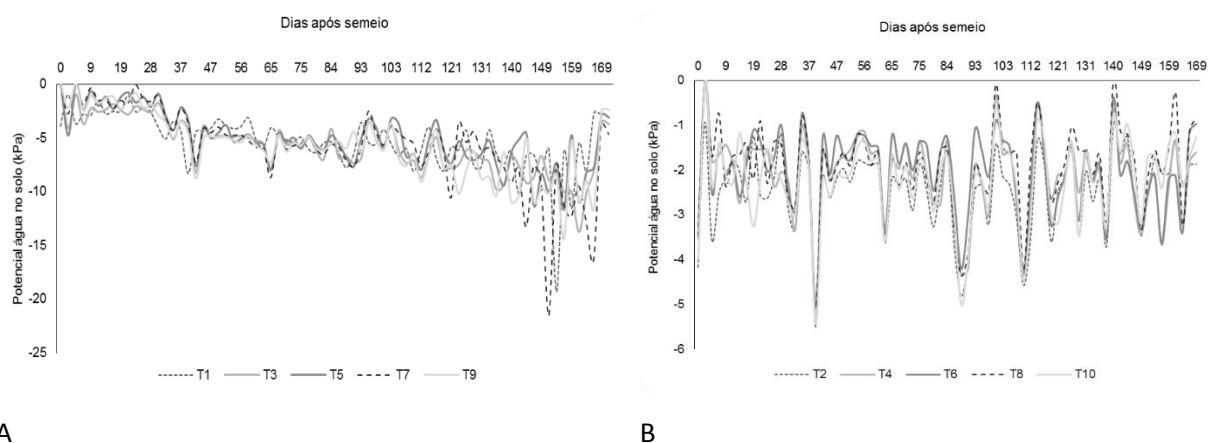 Dias após semeio
0 9 19 28 37 47 56 65 75 84 93 103 112 121 131 140 149 159 169
0
-5
-10
-15
-20
-25
Potencial água no solo (kPa)
T1 T3 T5 T7 T9
A
Dias após semeio
0 9 19 28 37 47 56 65 75 84 93 103 112 121 131 140 149 159 169
0
-1
-2
-3
-4
-5
-6
Potencial água no solo (kPa)
T2 T4 T6 T8 T10
B